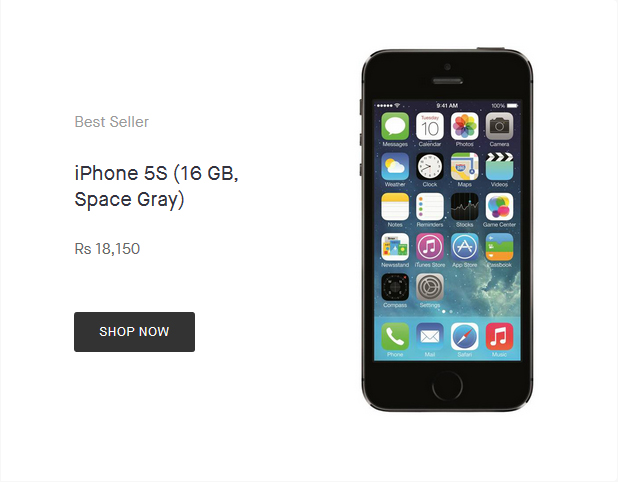 Best Seller
iPhone 5S (16 GB,
Space Gray)
Rs 18,150
SHOP NOW
9:41 AM
100%
Tuesday
10
Messages Calendar Photos Camera
Weather Clock Maps Videos
Notes Reminders Stocks Game Center
Newsstand iTunes Store App Store Passbook
Compass Settings
Phone Mail Safari Music